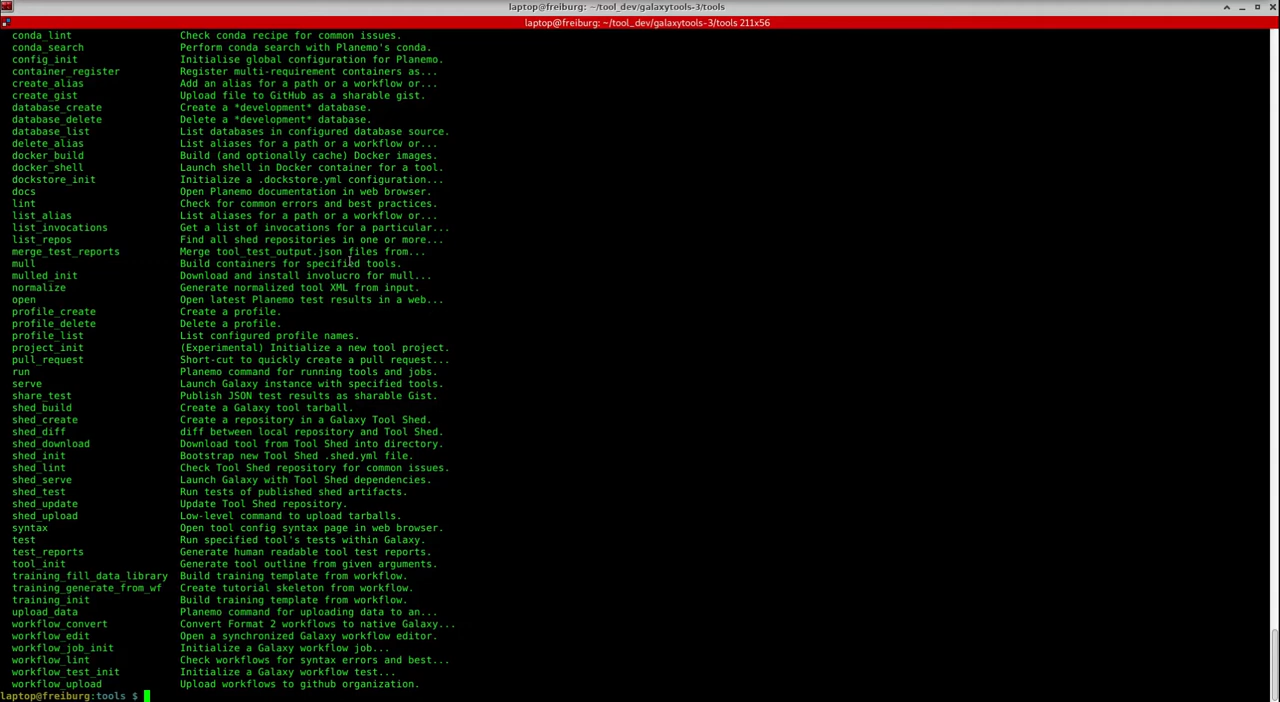 laptop@freiburg: ~/tool_dev/galaxytools-3/tools
laptop@freiburg: ~/tool_dev/galaxytools-3/tools 211x56
conda_lint Check conda recipe for common issues.
conda_search Perform conda search with Planemo's conda.
config_init Initialise global configuration for Planemo.
container_register Register multi-requirement containers as...
create_alias Add an alias for a path or a workflow or...
create_gist Upload file to GitHub as a sharable gist.
database_create Create a *development* database.
database_delete Delete a *development* database.
database_list List databases in configured database source.
delete_alias List aliases for a path or a workflow or...
docker_build Build (and optionally cache) Docker images.
docker_shell Launch shell in Docker container for a tool.
dockstore_init Initialize a .dockstore.yml configuration...
docs Open Planemo documentation in web browser.
lint Check for common errors and best practices.
list_alias List aliases for a path or a workflow or...
list_invocations Get a list of invocations for a particular...
list_repos Find all shed repositories in one or more...
merge_test_reports Merge tool_test_output.json files from...
mull Build containers for specified tools.
mulled_init Download and install involucro for mull...
normalize Generate normalized tool XML from input.
open Open latest Planemo test results in a web...
profile_create Create a profile.
profile_delete Delete a profile.
profile_list List configured profile names.
project_init (Experimental) Initialize a new tool project.
pull_request Short-cut to quickly create a pull request...
run Planemo command for running tools and jobs.
serve Launch Galaxy instance with specified tools.
share_test Publish JSON test results as sharable Gist.
shed_build Create a Galaxy tool tarball.
shed_create Create a repository in a Galaxy Tool Shed.
shed_diff diff between local repository and Tool Shed.
shed_download Download tool from Tool Shed into directory.
shed_init Bootstrap new Tool Shed .shed.yml file.
shed_lint Check Tool Shed repository for common issues.
shed_serve Launch Galaxy with Tool Shed dependencies.
shed_test Run tests of published shed artifacts.
shed_update Update Tool Shed repository.
shed_upload Low-level command to upload tarballs.
syntax Open tool config syntax page in web browser.
test Run specified tool's tests within Galaxy.
test_reports Generate human readable tool test reports.
tool_init Generate tool outline from given arguments.
training_fill_data_library Build training template from workflow.
training_generate_from_wf Create tutorial skeleton from workflow.
training_init Build training template from workflow.
upload_data Planemo command for uploading data to an...
workflow_convert Convert Format 2 workflows to native Galaxy...
workflow_edit Open a synchronized Galaxy workflow editor.
workflow_job_init Initialize a Galaxy workflow job...
workflow_lint Check workflows for syntax errors and best...
workflow_test_init Initialize a Galaxy workflow test...
workflow_upload Upload workflows to github organization.
laptop@freiburg:tools $